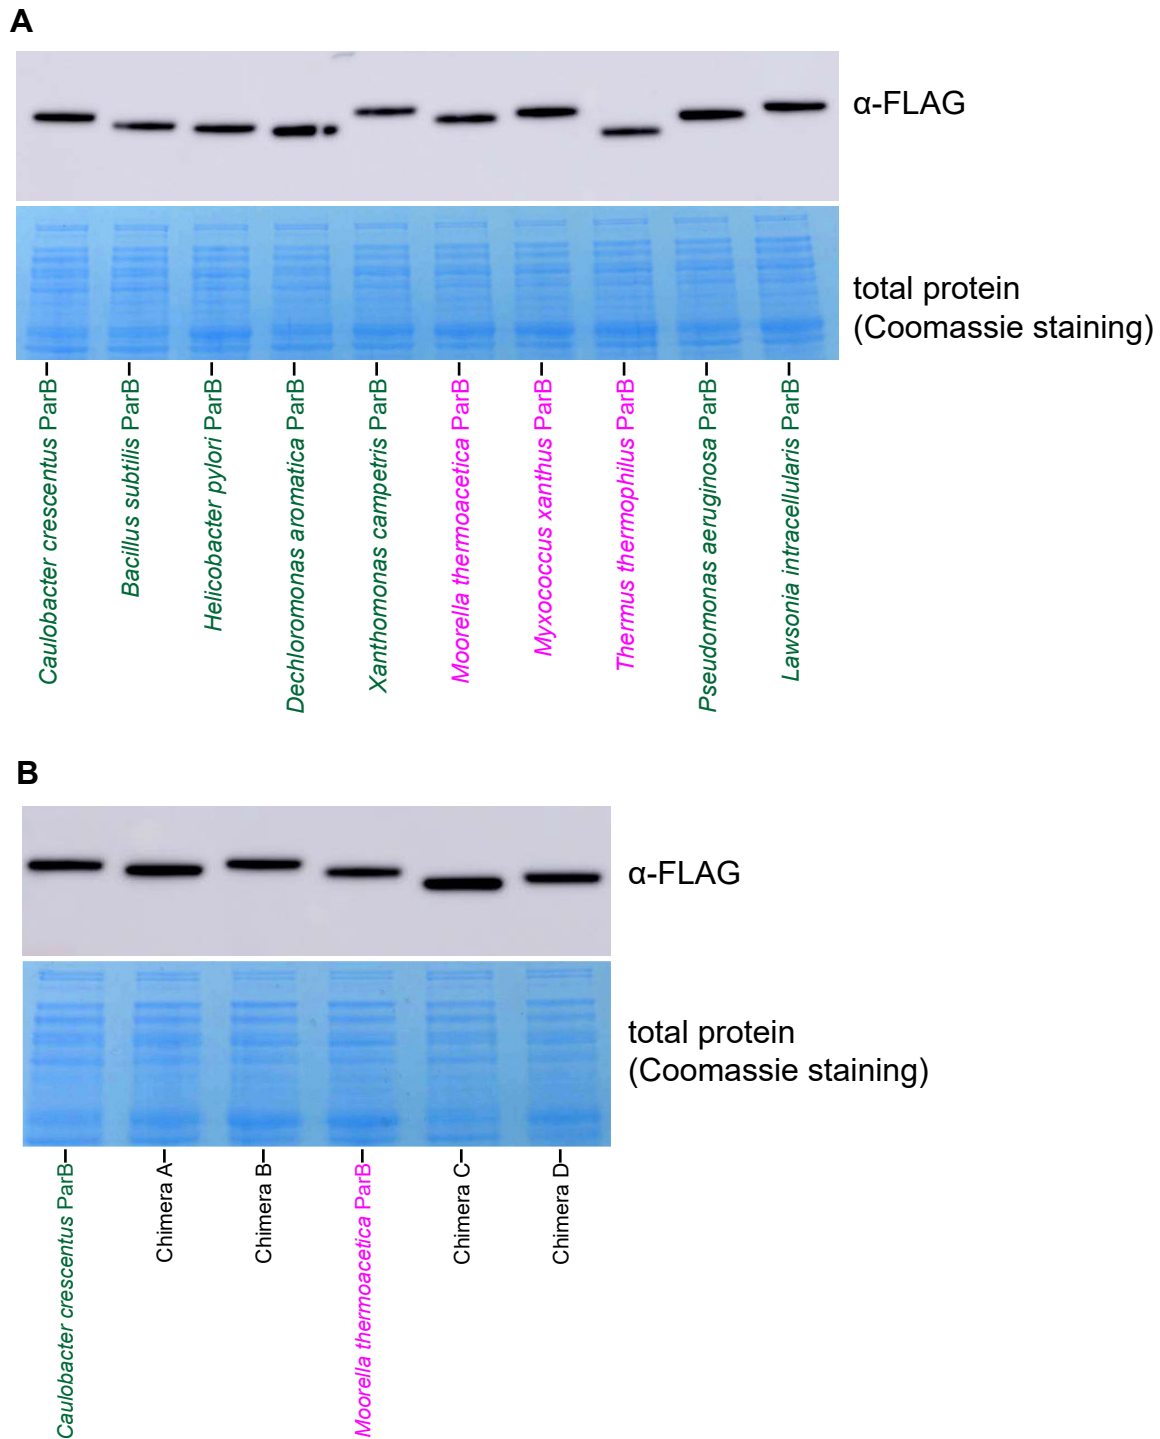 A
α-FLAG
total protein
(Coomassie staining)
Caulobacter crescentus ParB
Bacillus subtilis ParB
Helicobacter pylori ParB
Dechloromonas aromatica ParB
Xanthomonas campetris ParB
Moorella thermoacetica ParB
Myxococcus xanthus ParB
Thermus thermophilus ParB
Pseudomonas aeruginosa ParB
Lawsonia intracellularis ParB
B
α-FLAG
total protein
(Coomassie staining)
Caulobacter crescentus ParB
Chimera A
Chimera B
Moorella thermoacetica ParB
Chimera C
Chimera D